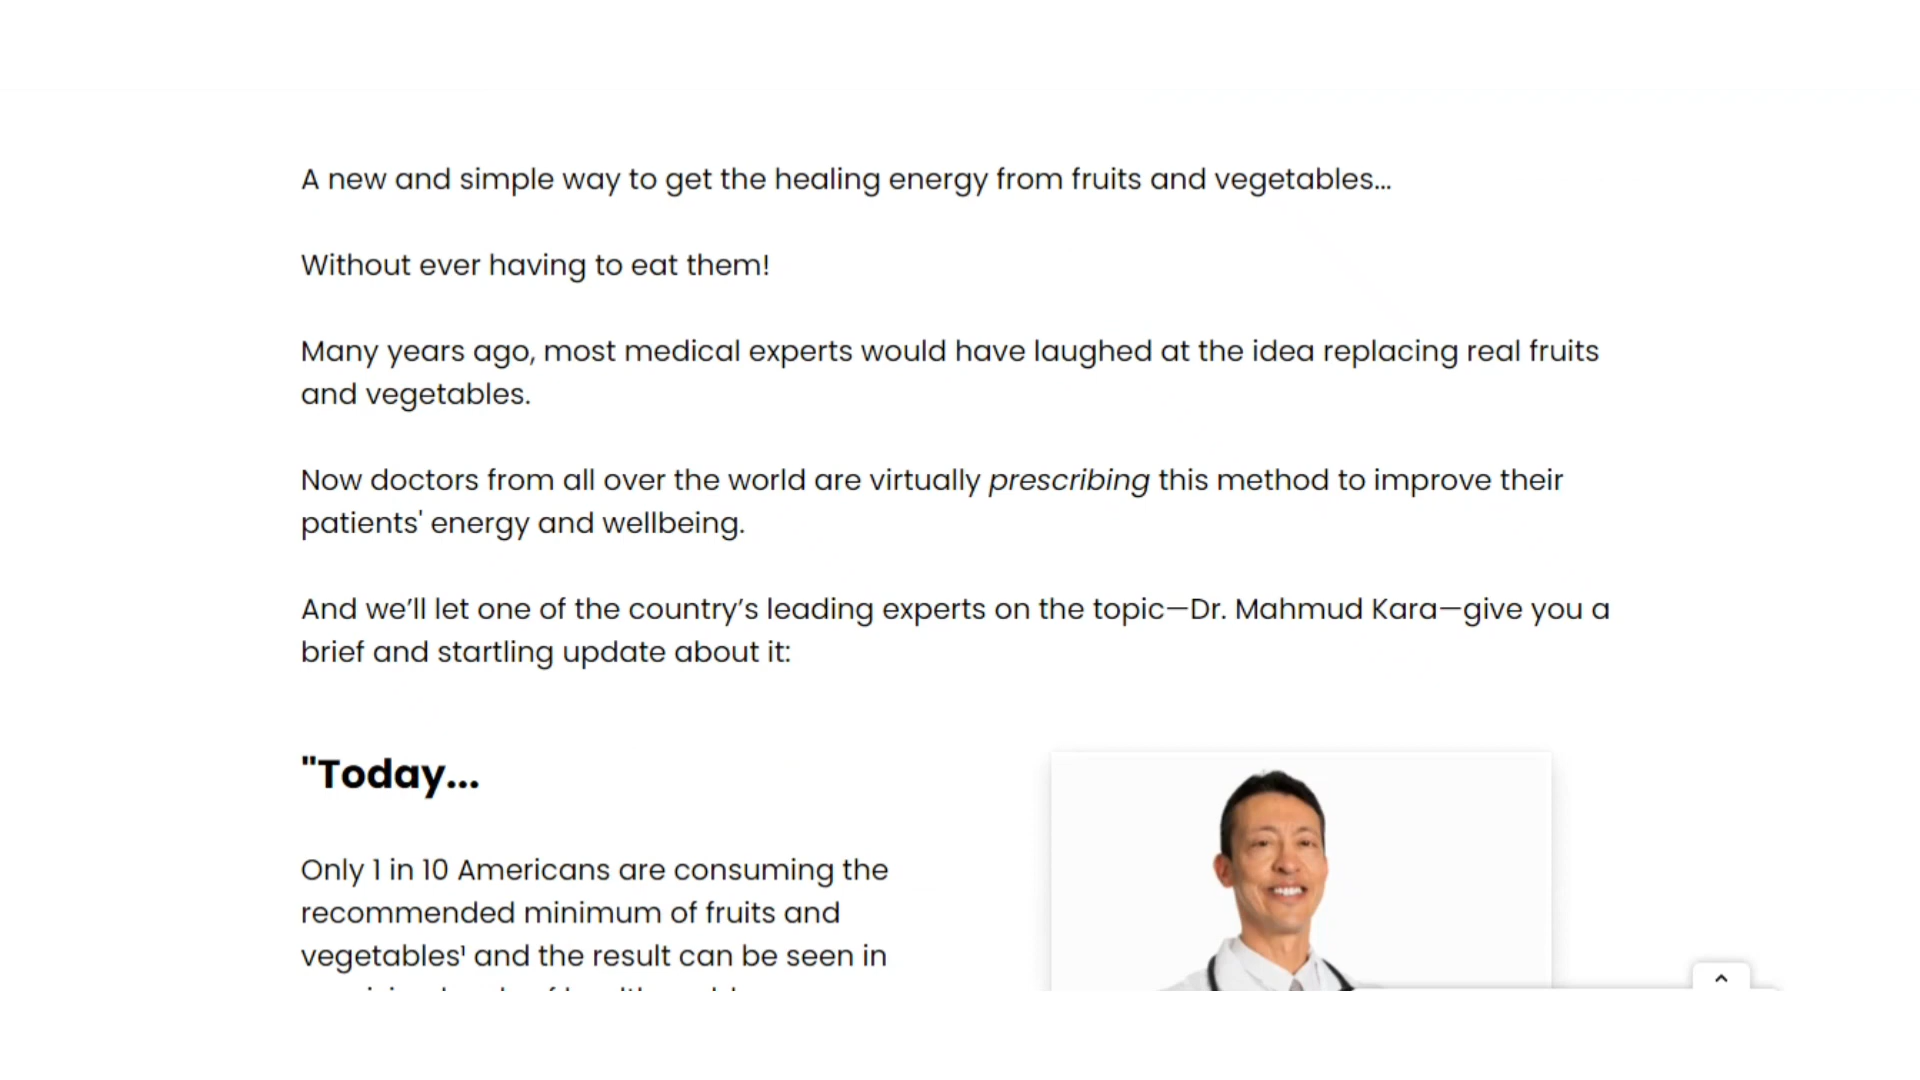 A new and simple way to get the healing energy from fruits and vegetables...
Without ever having to eat them!
Many years ago, most medical experts would have laughed at the idea replacing real fruits
and vegetables.
Now doctors from all over the world are virtually prescribing this method to improve their
patients' energy and wellbeing.
And we’ll let one of the country’s leading experts on the topic—Dr. Mahmud Kara—give you a
brief and startling update about it:
"Today...
Only 1 in 10 Americans are consuming the
recommended minimum of fruits and
vegetables¹ and the result can be seen in